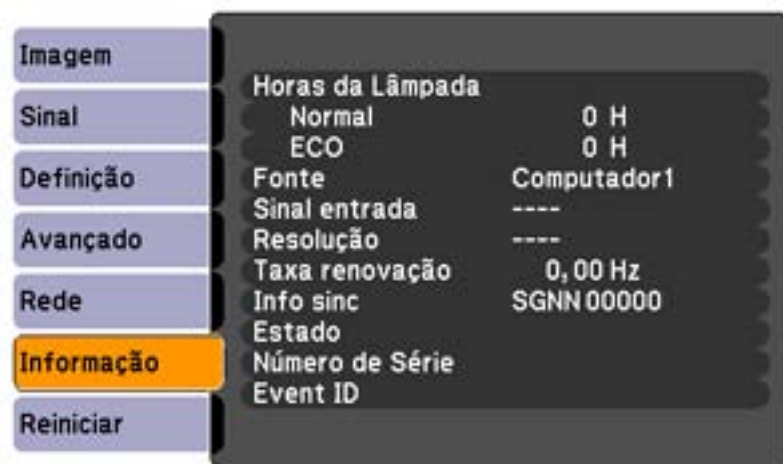 Imagem
Sinal
Definição
Avançado
Rede
Informação
Reiniciar
Horas da Lâmpada
Normal 0 H
ECO 0 H
Fonte Computador1
Sinal entrada ----
Resolução ----
Taxa renovação 0,00 Hz
Info sinc SGNN 00000
Estado
Número de Série
Event ID